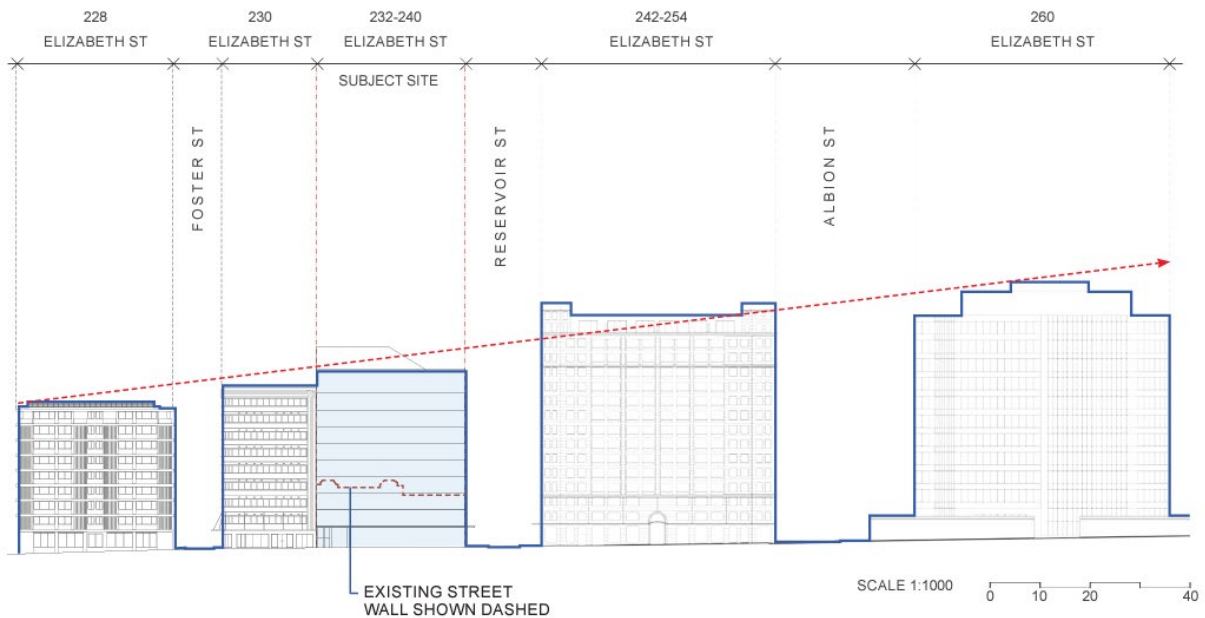 228
ELIZABETH ST
230
ELIZABETH ST
232-240
ELIZABETH ST
242-254
ELIZABETH ST
260
ELIZABETH ST
SUBJECT SITE
FOSTER ST
RESERVOIR ST
ALBION ST
EXISTING STREET
WALL SHOWN DASHED
SCALE 1:1000
0 10 20 40